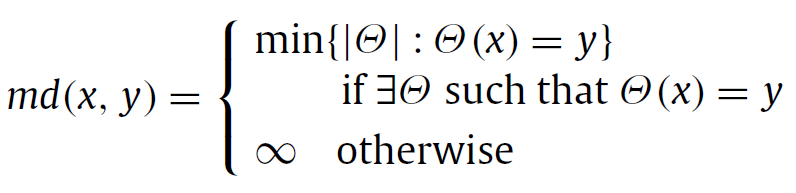 min{|Θ| : Θ(x) = y}
md(x, y) = { if ∃Θ such that Θ(x) = y
∞ otherwise